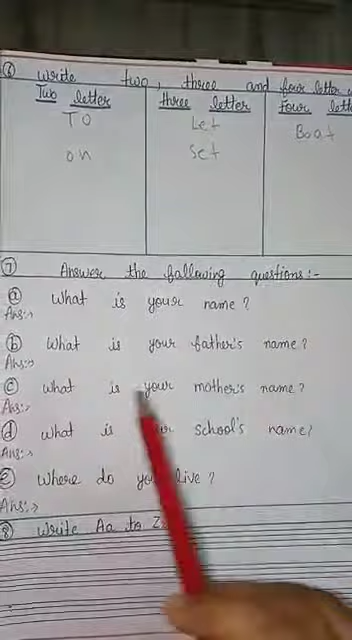 ⑥ Write two, three and four letter
Two letter three letter Four lett
To Let Boat
on Set
⑦ Answer the following questions:-
ⓐ What is your name?
Ans:→
ⓑ What is your father's name?
Ans:→
ⓒ What is your mother's name?
Ans:→
ⓓ What is school's name?
Ans:→
ⓔ Where do you live?
Ans:→
⑧ Write Aa to Z